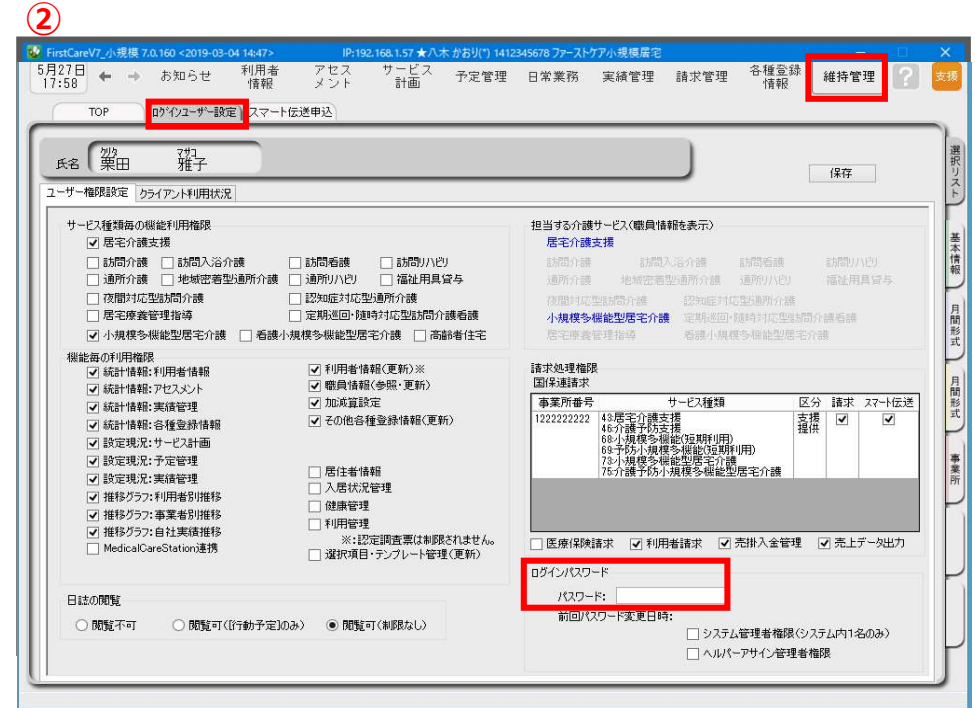 ②
FirstCareV7_小規模 7.0.160 <2019-03-04 14:47> IP:192.168.1.57 ★八木 かおり(*) 1412345678 ファーストケア小規模居宅
5月27日 17:58 ← → お知らせ 利用者情報 アセスメント サービス計画 予定管理 日常業務 実績管理 請求管理 各種登録情報 維持管理 ? 支援
TOP ログインユーザー設定 スマート伝送申込
クリタ マサコ
氏名 栗田 雅子
保存
ユーザー権限設定 クライアント利用状況
サービス種類毎の機能利用権限
居宅介護支援
訪問介護 訪問入浴介護 訪問看護 訪問リハビリ
通所介護 地域密着型通所介護 通所リハビリ 福祉用具貸与
夜間対応型訪問介護 認知症対応型通所介護
居宅療養管理指導 定期巡回・随時対応型訪問介護看護
小規模多機能型居宅介護 看護小規模多機能型居宅介護 高齢者住宅
機能毎の利用権限
統計情報:利用者情報
統計情報:アセスメント
統計情報:実績管理
統計情報:各種登録情報
設定現況:サービス計画
設定現況:予定管理
設定現況:実績管理
推移グラフ:利用者別推移
推移グラフ:事業者別推移
推移グラフ:自社実績推移
MedicalCareStation連携
利用者情報(更新)※
職員情報(参照・更新)
加減算設定
その他各種登録情報(更新)
居住者情報
入居状況管理
健康管理
利用管理
※:認定調査票は制限されません。
選択項目・テンプレート管理(更新)
日誌の閲覧
閲覧不可 閲覧可([行動予定]のみ) 閲覧可(制限なし)
担当する介護サービス(職員情報を表示)
居宅介護支援
訪問介護 訪問入浴介護 訪問看護 訪問リハビリ
通所介護 地域密着型通所介護 通所リハビリ 福祉用具貸与
夜間対応型訪問介護 認知症対応型通所介護
小規模多機能型居宅介護 定期巡回・随時対応型訪問介護看護
居宅療養管理指導 看護小規模多機能型居宅介護
請求処理権限
国保連請求
事業所番号 サービス種類 区分 請求 スマート伝送
1222222222 43:居宅介護支援 支援
46:介護予防支援 提供
68:小規模多機能(短期利用)
69:予防小規模多機能(短期利用)
73:小規模多機能型居宅介護
75:介護予防小規模多機能型居宅介護
医療保険請求 利用者請求 売掛入金管理 売上データ出力
ログインパスワード
パスワード:
前回パスワード変更日時:
システム管理者権限(システム内1名のみ)
ヘルパーアサイン管理者権限
選択リスト
基本情報
月間形式
月間形式
事業所